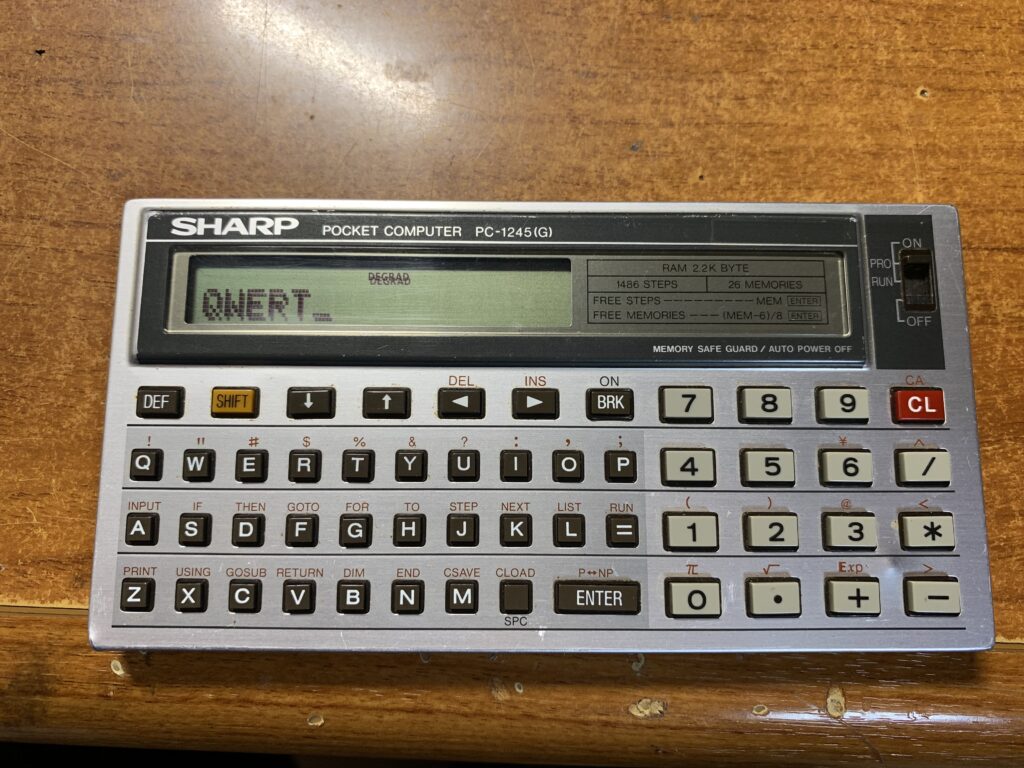 SHARP POCKET COMPUTER PC-1245(G)
DEGRAD
QWERT_
RAM 2.2K BYTE
1486 STEPS 26 MEMORIES
FREE STEPS ---------- MEM ENTER
FREE MEMORIES --- (MEM-6)/8 ENTER
MEMORY SAFE GUARD / AUTO POWER OFF
ON
PRO
RUN
OFF
DEL INS ON CA
DEF SHIFT ↓ ↑ ◄ ► BRK 7 8 9 CL
! " # $ % & ? : , ; ¥ ^
Q W E R T Y U I O P 4 5 6 /
INPUT IF THEN GOTO FOR TO STEP NEXT LIST RUN ( ) @ <
A S D F G H J K L = 1 2 3 *
PRINT USING GOSUB RETURN DIM END CSAVE CLOAD P↔NP π √ Exp >
Z X C V B N M ENTER 0 • + −
SPC